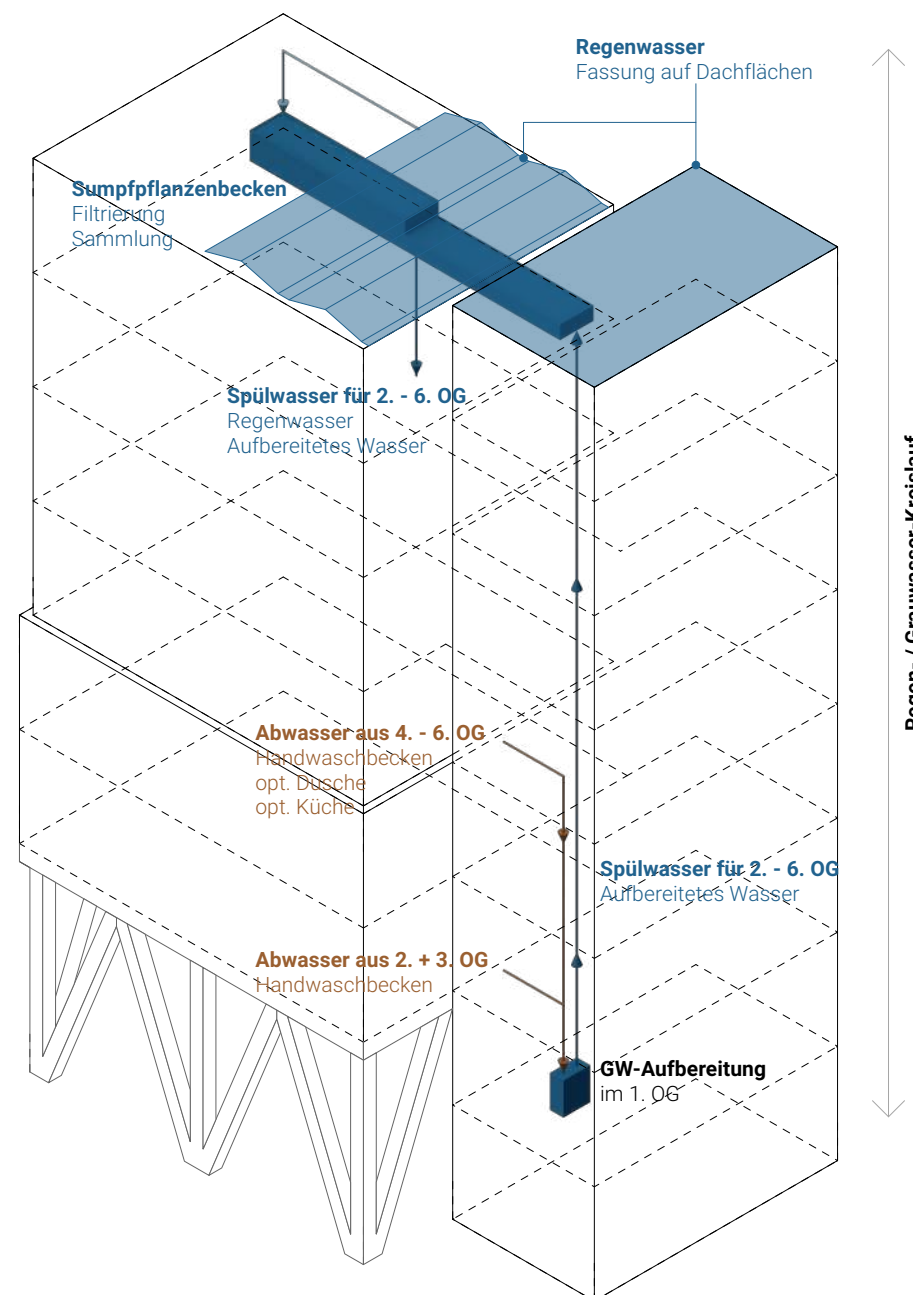 Regenwasser
Fassung auf Dachflächen
Sumpfpflanzenbecken
Filtrierung
Sammlung
Spülwasser für 2. - 6. OG
Regenwasser
Aufbereitetes Wasser
Regen- / Grauwasser-Kreislauf
Abwasser aus 4. - 6. OG
Handwaschbecken
opt. Dusche
opt. Küche
Spülwasser für 2. - 6. OG
Aufbereitetes Wasser
Abwasser aus 2. + 3. OG
Handwaschbecken
GW-Aufbereitung
im 1. OG